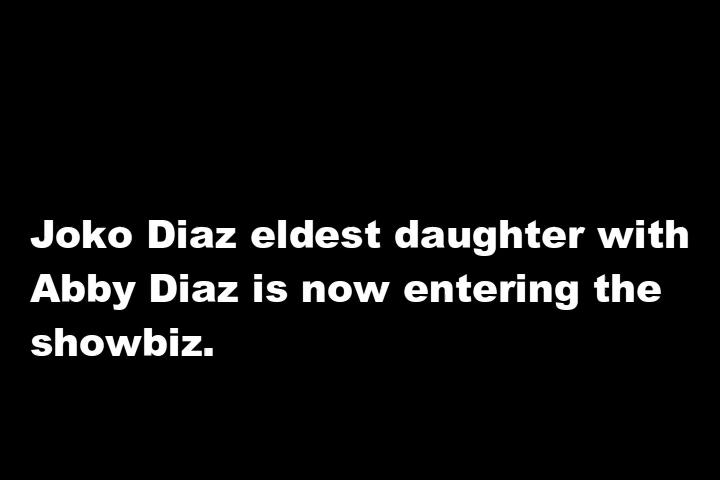 Joko Diaz eldest daughter with
Abby Diaz is now entering the
showbiz.